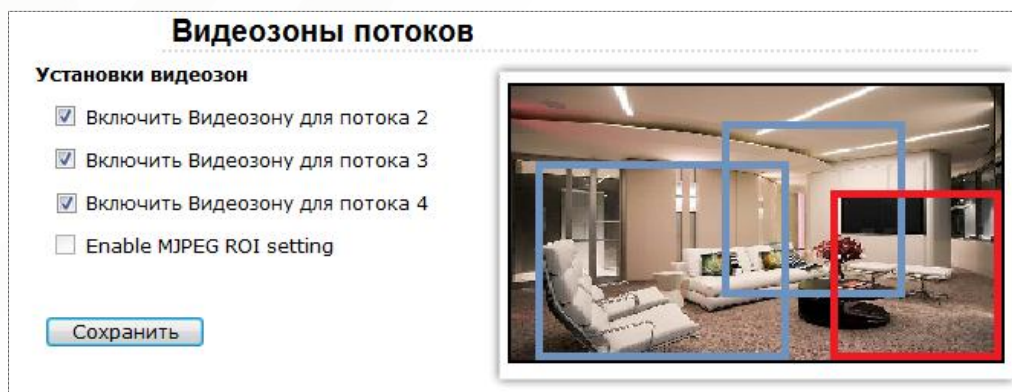 Видеозоны потоков
Установки видеозон
Включить Видеозону для потока 2
Включить Видеозону для потока 3
Включить Видеозону для потока 4
Enable MJPEG ROI setting
Сохранить